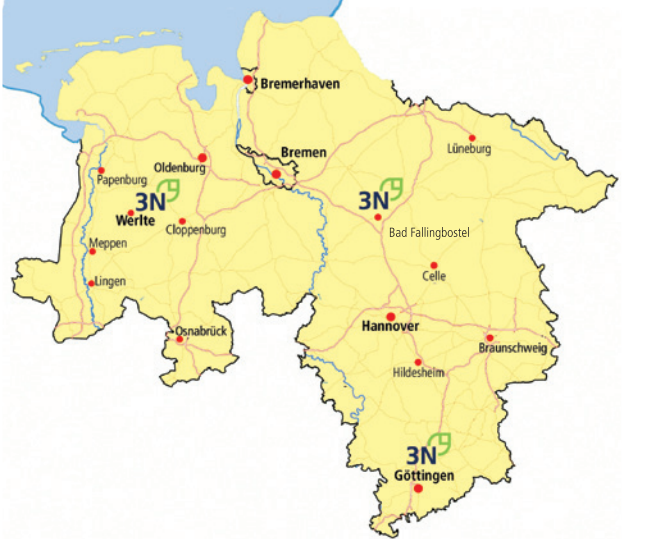 Bremerhaven
Lüneburg
Bremen
Oldenburg
Papenburg
3N
3N
Werlte
Cloppenburg
Bad Fallingbostel
Meppen
Celle
Lingen
Hannover
Osnabrück
Braunschweig
Hildesheim
3N
Göttingen